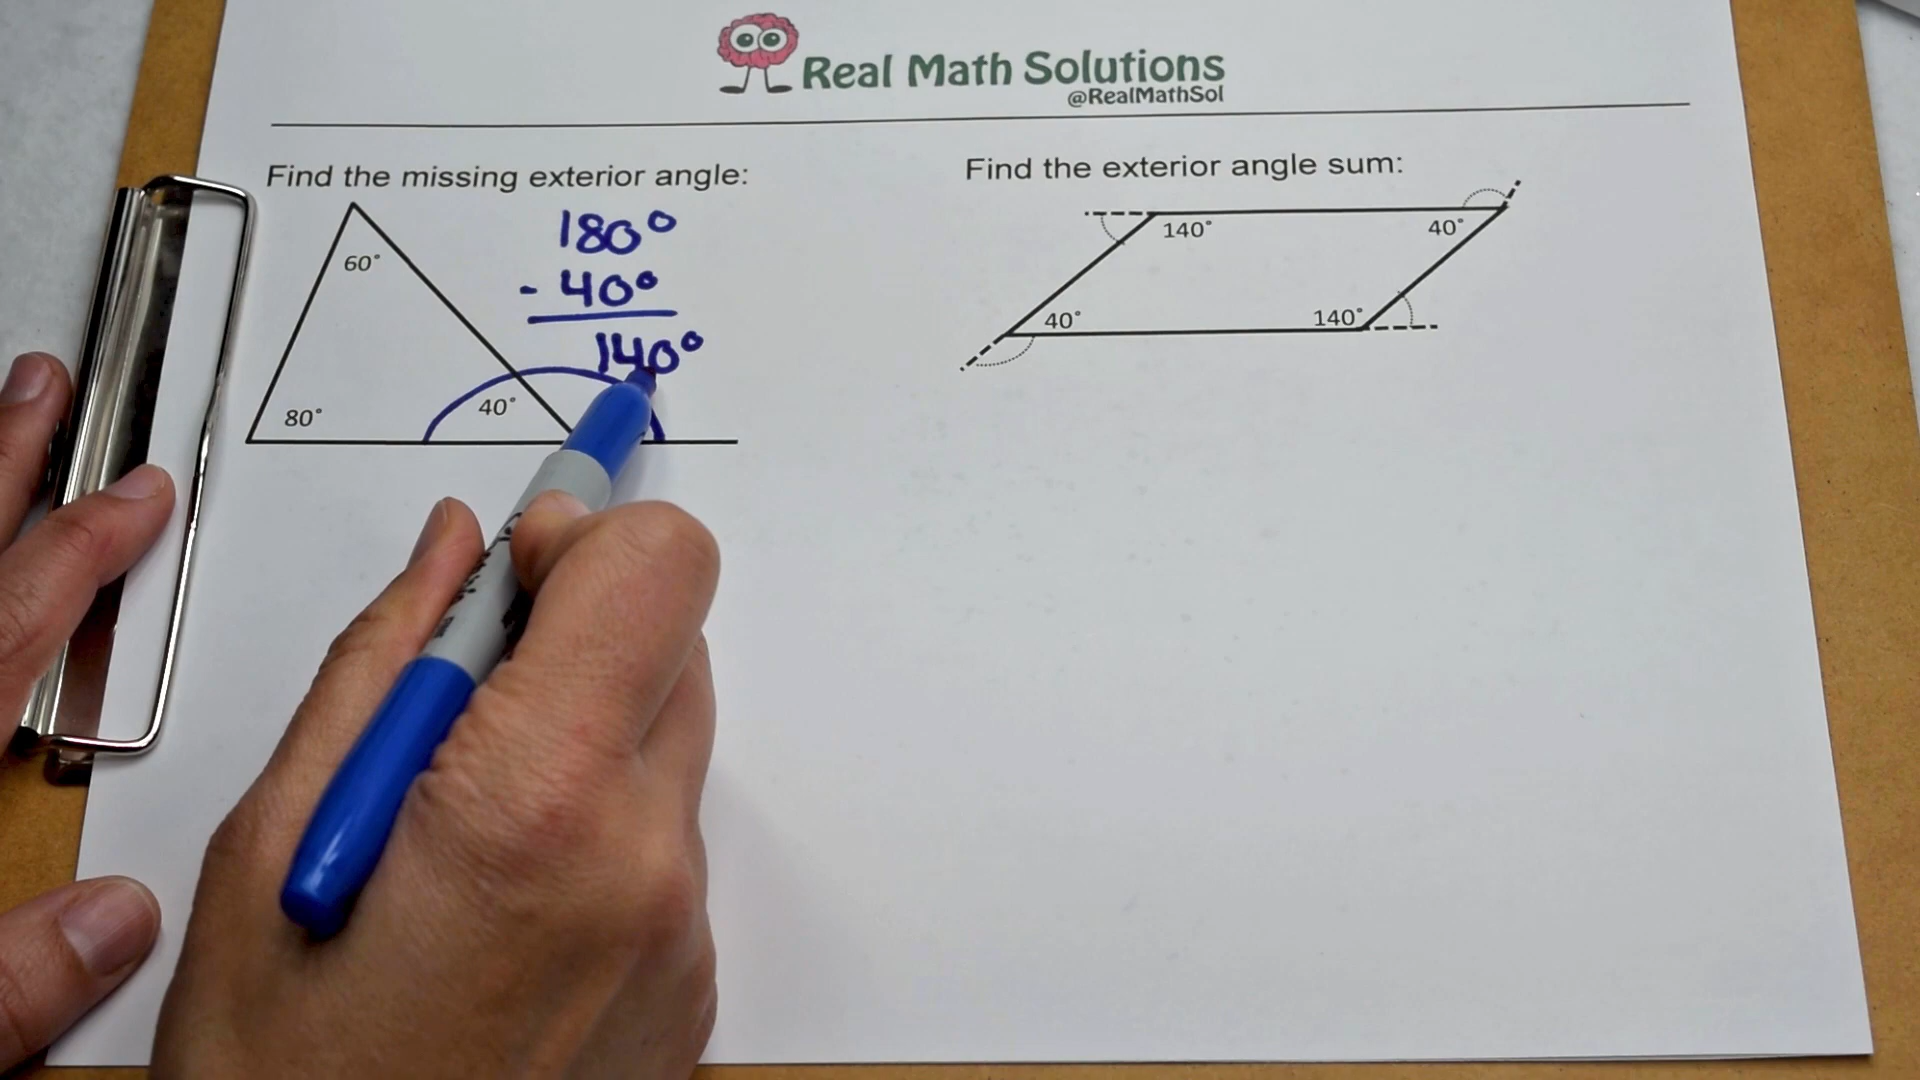 Real Math Solutions
@RealMathSol
Find the missing exterior angle:
60°
80°
40°
180°
- 40°
140°
Find the exterior angle sum:
140°
40°
40°
140°